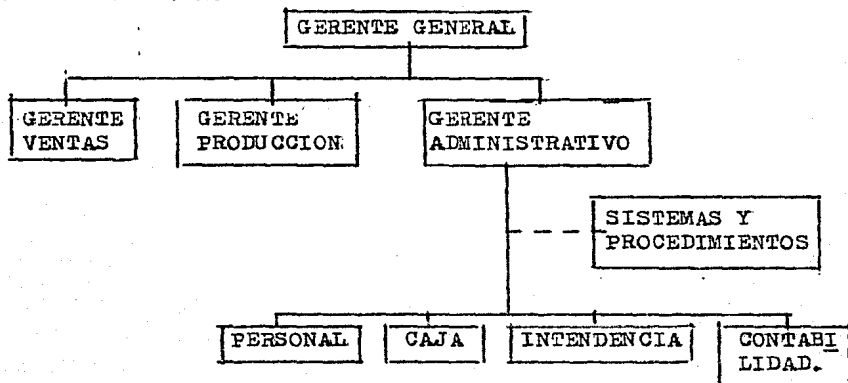 GERENTE GENERAL
GERENTE
VENTAS
GERENTE
PRODUCCION
GERENTE
ADMINISTRATIVO
SISTEMAS Y
PROCEDIMIENTOS
PERSONAL
CAJA
INTENDENCIA
CONTABI
LIDAD.